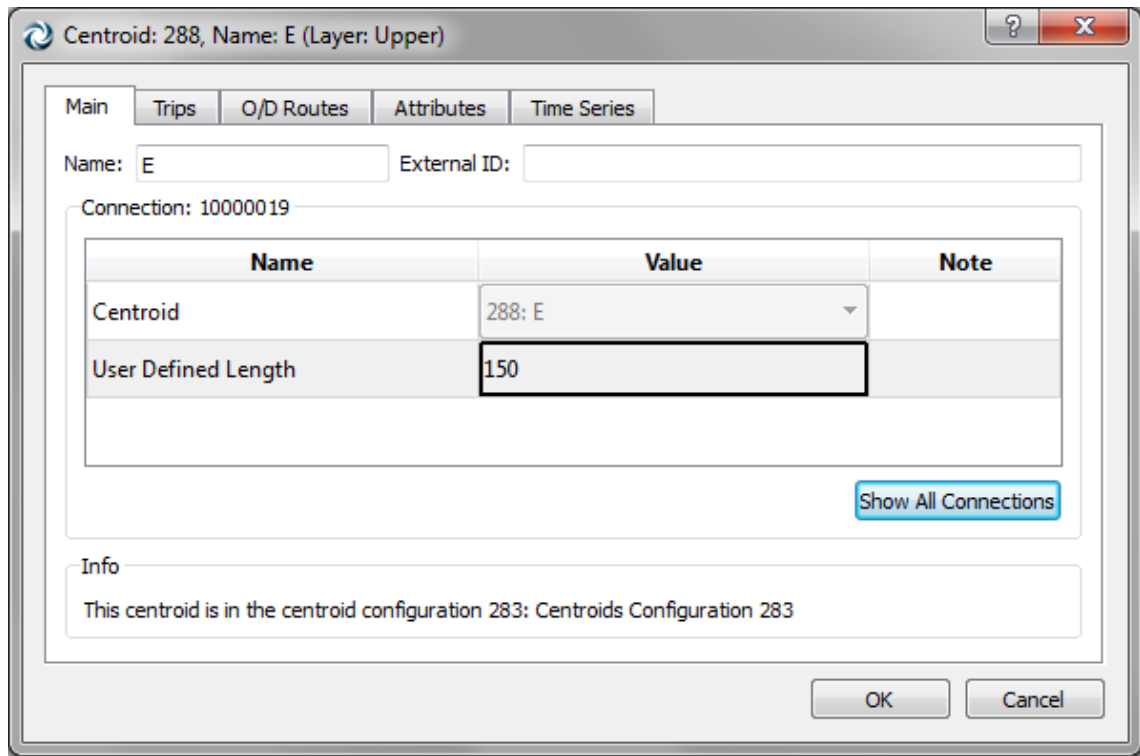 Centroid: 288, Name: E (Layer: Upper)
Main Trips O/D Routes Attributes Time Series
Name: E External ID:
Connection: 10000019
Name Value Note
Centroid 288: E
User Defined Length 150
Show All Connections
Info
This centroid is in the centroid configuration 283: Centroids Configuration 283
OK Cancel